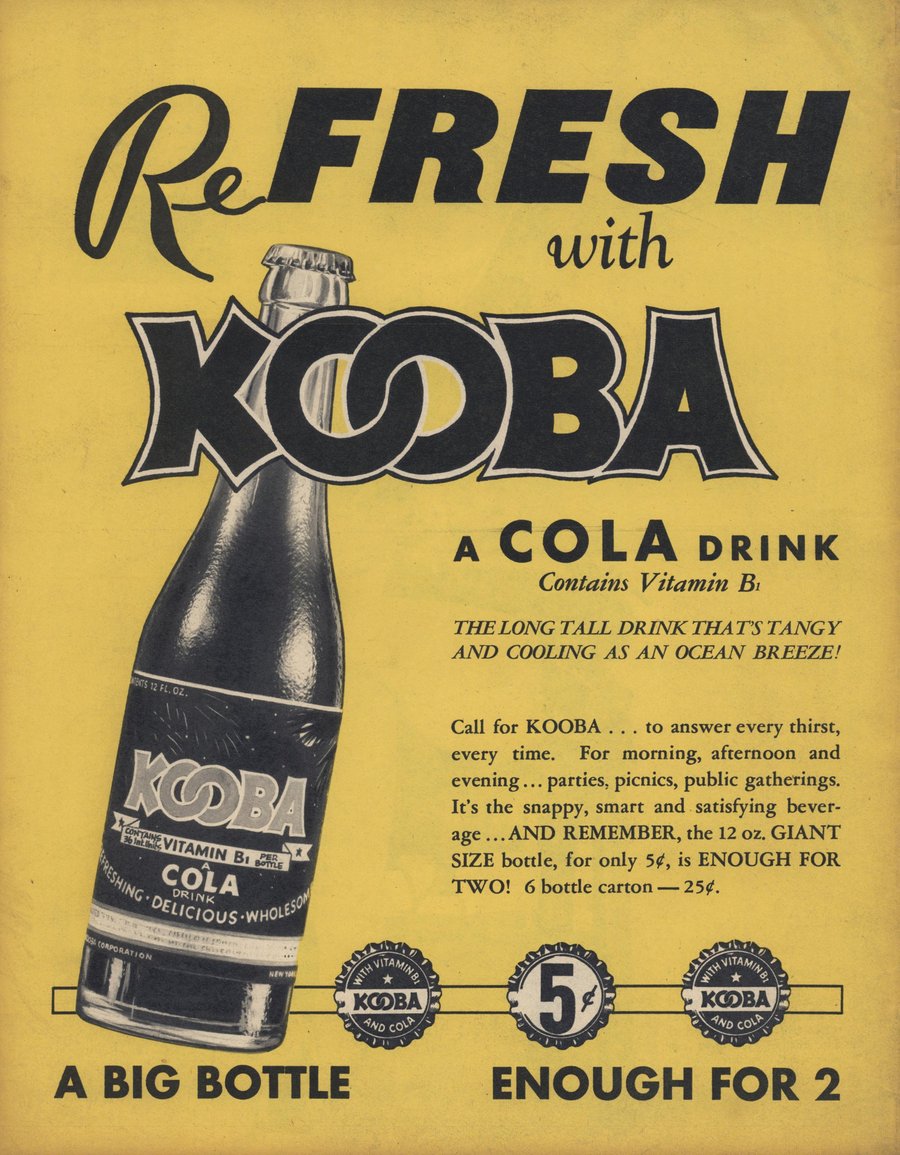 ReFRESH
with
KOOBA
A COLA DRINK
Contains Vitamin B1
THE LONG TALL DRINK THAT'S TANGY
AND COOLING AS AN OCEAN BREEZE!
Call for KOOBA . . . to answer every thirst,
every time. For morning, afternoon and
evening... parties, picnics, public gatherings.
It's the snappy, smart and satisfying bever-
age ...AND REMEMBER, the 12 oz. GIANT
SIZE bottle, for only 5¢, is ENOUGH FOR
TWO! 6 bottle carton — 25¢.
12 FL. OZ.
KOOBA
CONTAINS
36 Int. Units
VITAMIN B1
PER
BOTTLE
A
COLA
DRINK
DELICIOUS · WHOLESOME
CORPORATION
NEW YORK
WITH VITAMIN B1
KOOBA
AND COLA
5¢
WITH VITAMIN B1
KOOBA
AND COLA
A BIG BOTTLE
ENOUGH FOR 2